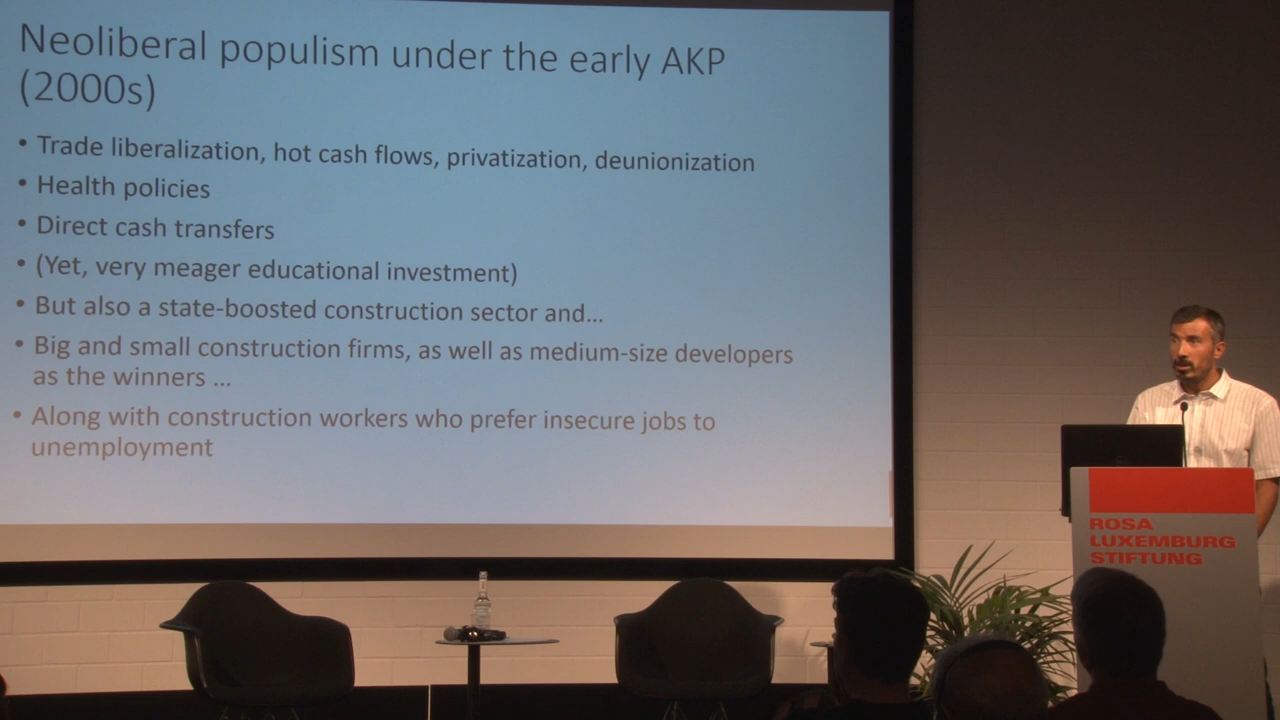 Neoliberal populism under the early AKP
(2000s)
• Trade liberalization, hot cash flows, privatization, deunionization
• Health policies
• Direct cash transfers
• (Yet, very meager educational investment)
• But also a state-boosted construction sector and...
• Big and small construction firms, as well as medium-size developers
as the winners ...
• Along with construction workers who prefer insecure jobs to
unemployment
ROSA
LUXEMBURG
STIFTUNG